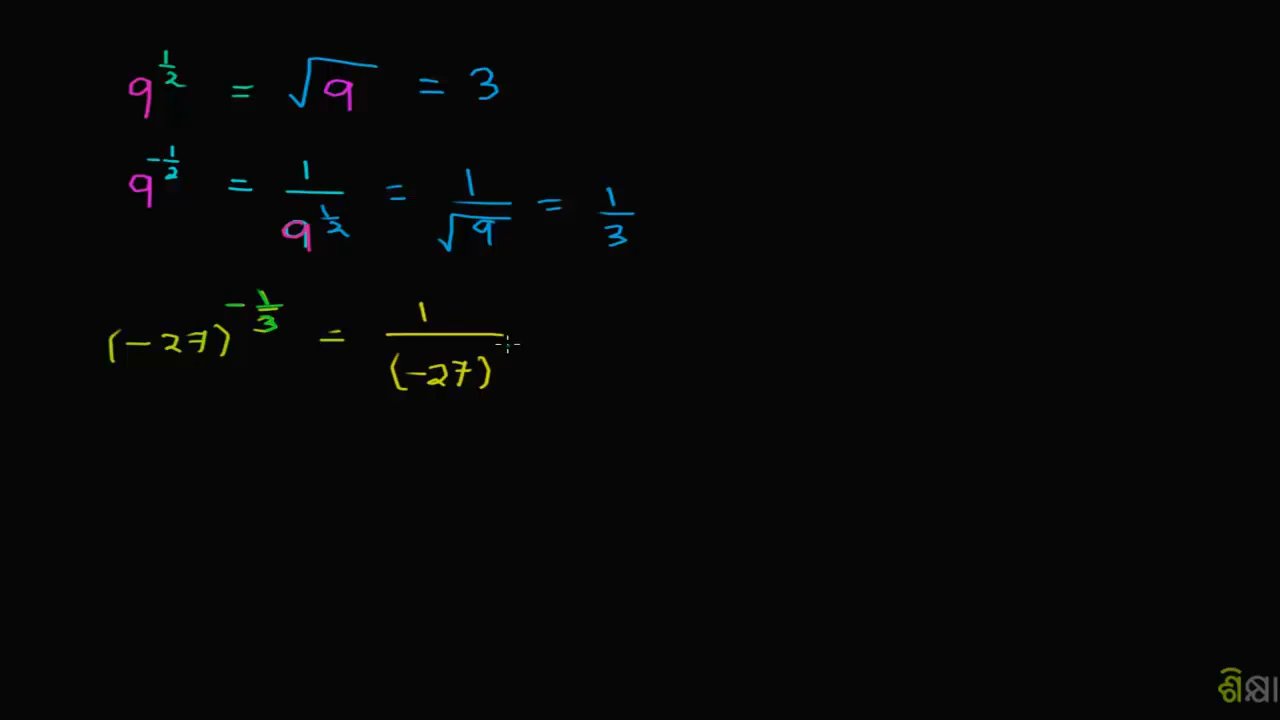 9^{1/2} = √9 = 3
9^{-1/2} = 1/9^{1/2} = 1/√9 = 1/3
(-27)^{-1/3} = 1/(-27)
ଶିକ୍ଷା